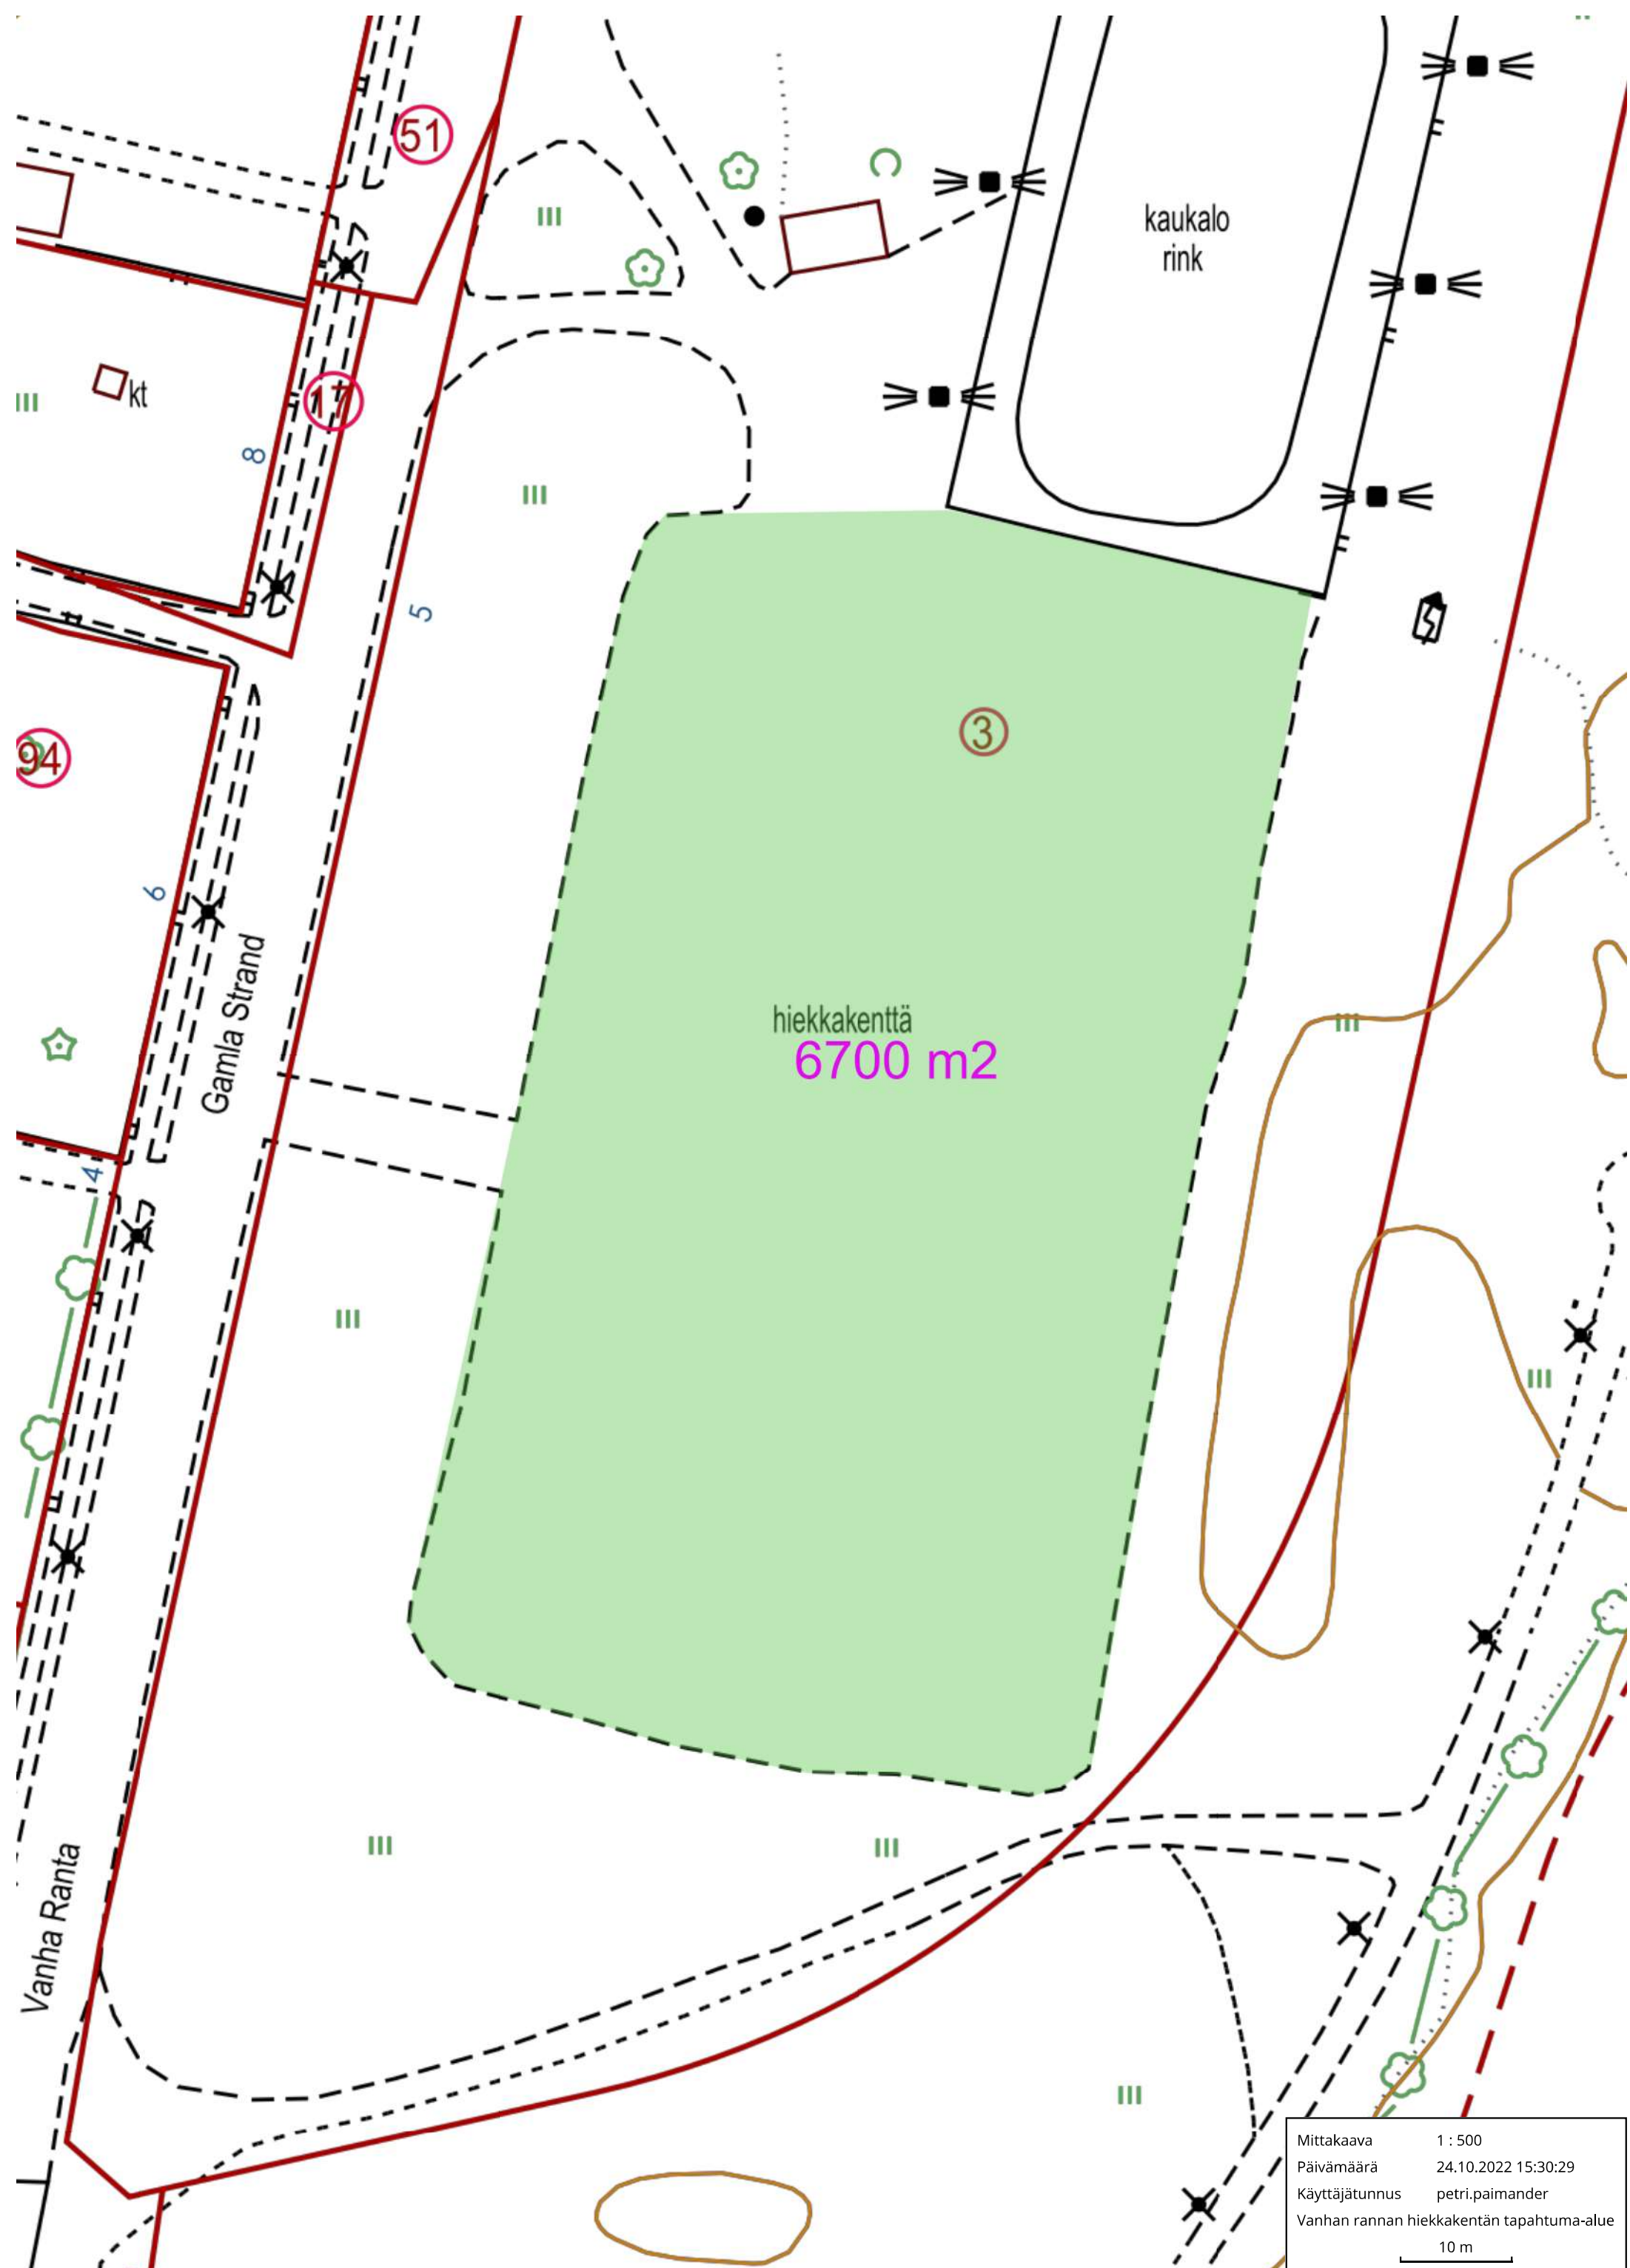 51
kaukalo
rink
kt
17
8
5
3
94
6
Gamla Strand
hiekkakenttä
6700 m2
4
Vanha Ranta
Mittakaava 1 : 500
Päivämäärä 24.10.2022 15:30:29
Käyttäjätunnus petri.paimander
Vanhan rannan hiekkakentän tapahtuma-alue
10 m